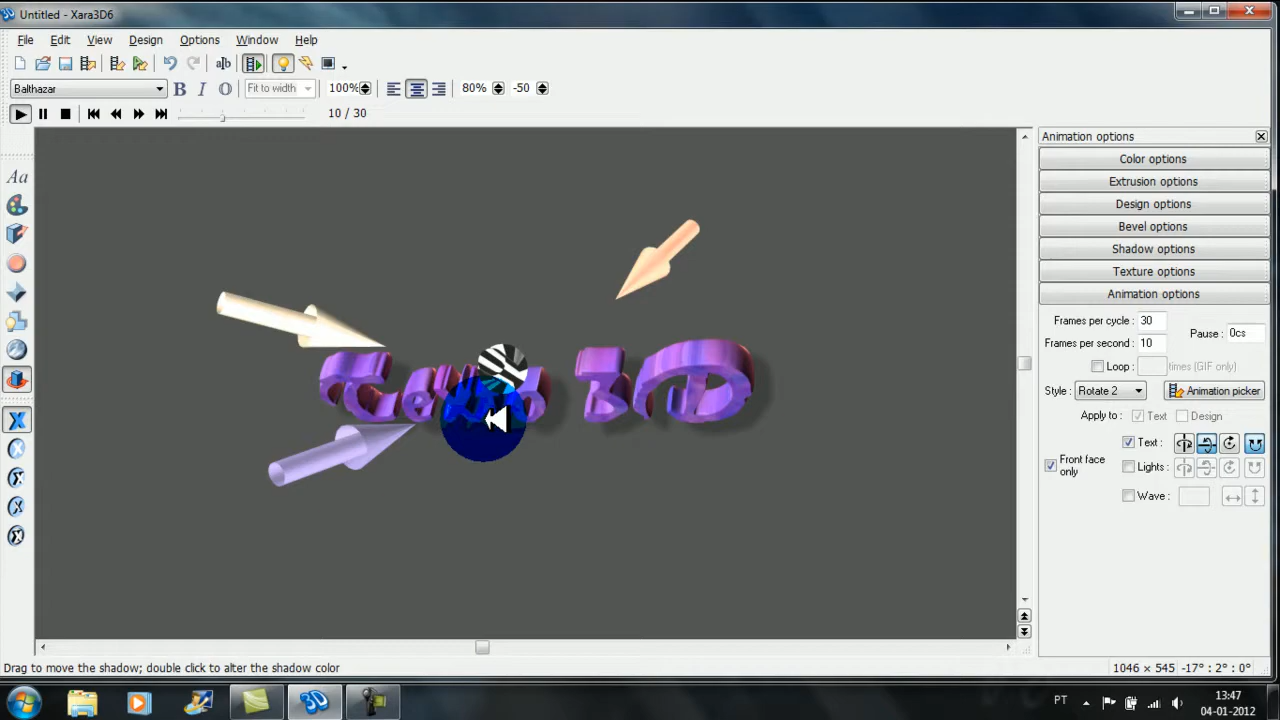 Untitled - Xara3D6
File Edit View Design Options Window Help
a|b
Balthazar B I O Fit to width 100% 80% -50
10 / 30
Aa
Animation options
Color options
Extrusion options
Design options
Bevel options
Shadow options
Texture options
Animation options
Frames per cycle : 30
Pause : 0cs
Frames per second : 10
Loop : times (GIF only)
Style : Rotate 2 Animation picker
Apply to : Text Design
Text :
Front face only
Lights :
Wave :
3D
Drag to move the shadow; double click to alter the shadow color
1046 × 545 -17° : 2° : 0°
3D
PT
13:47
04-01-2012